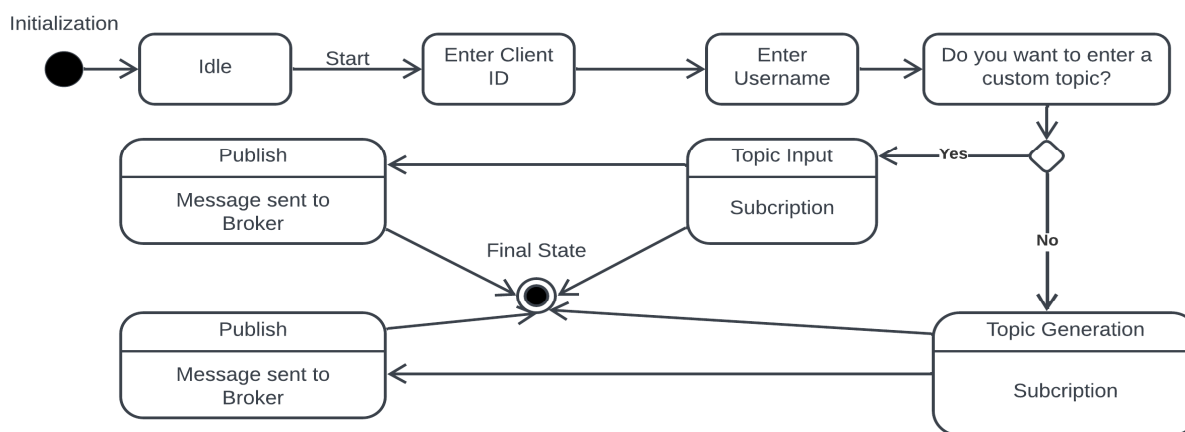 Initialization
Idle
Start
Enter Client
ID
Enter
Username
Do you want to enter a
custom topic?
Publish
Message sent to
Broker
Topic Input
Subcription
Yes
No
Final State
Publish
Message sent to
Broker
Topic Generation
Subcription